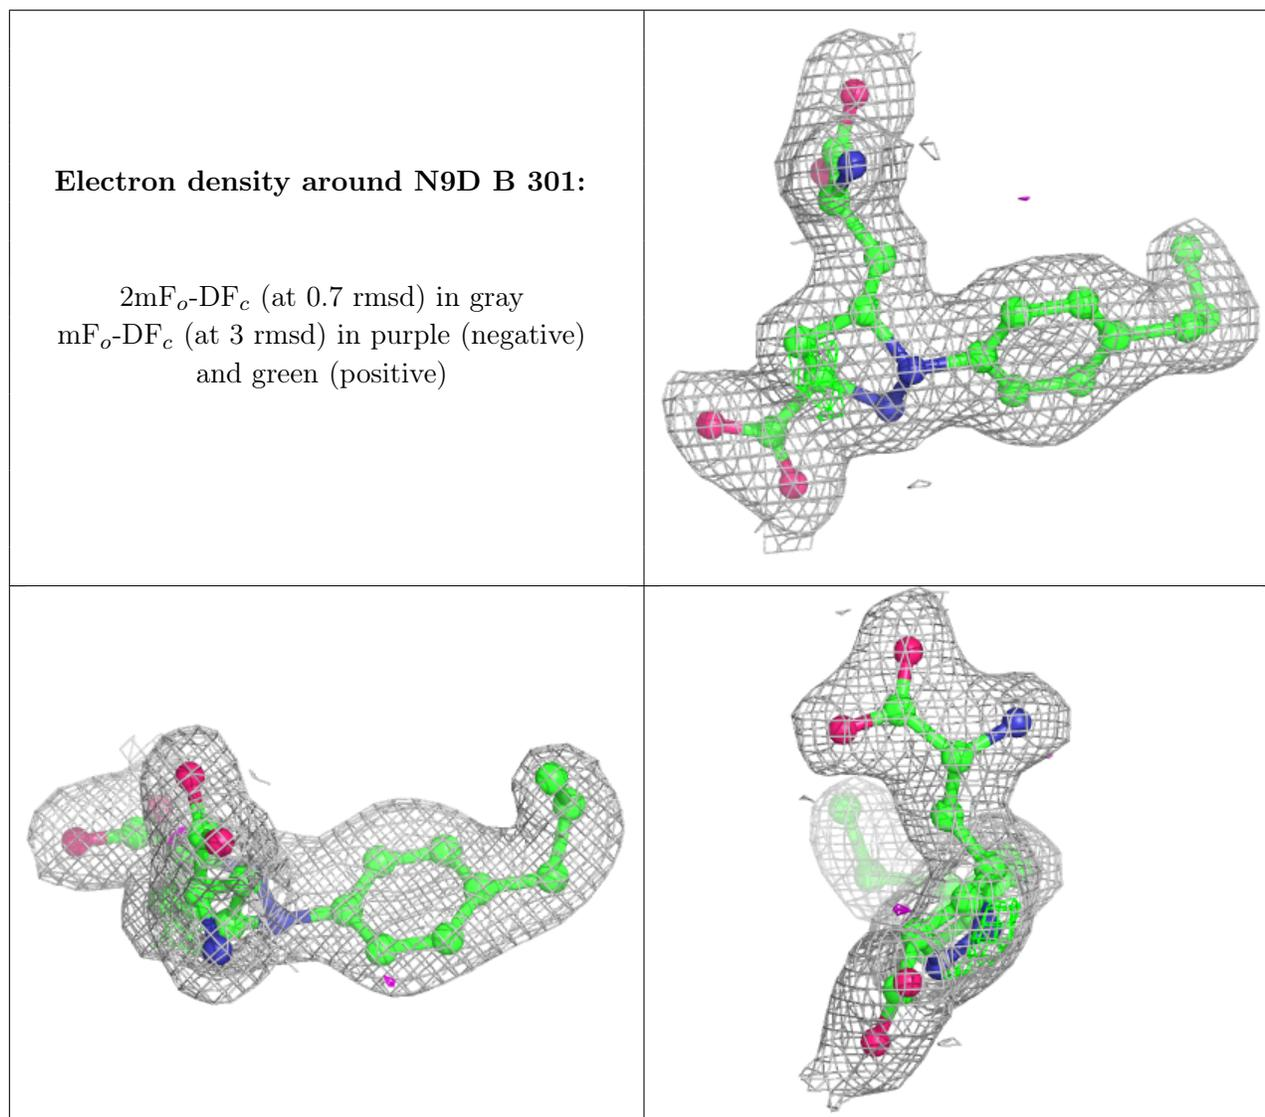 Electron density around N9D B 301:
2mFo-DFc (at 0.7 rmsd) in gray
mFo-DFc (at 3 rmsd) in purple (negative)
and green (positive)